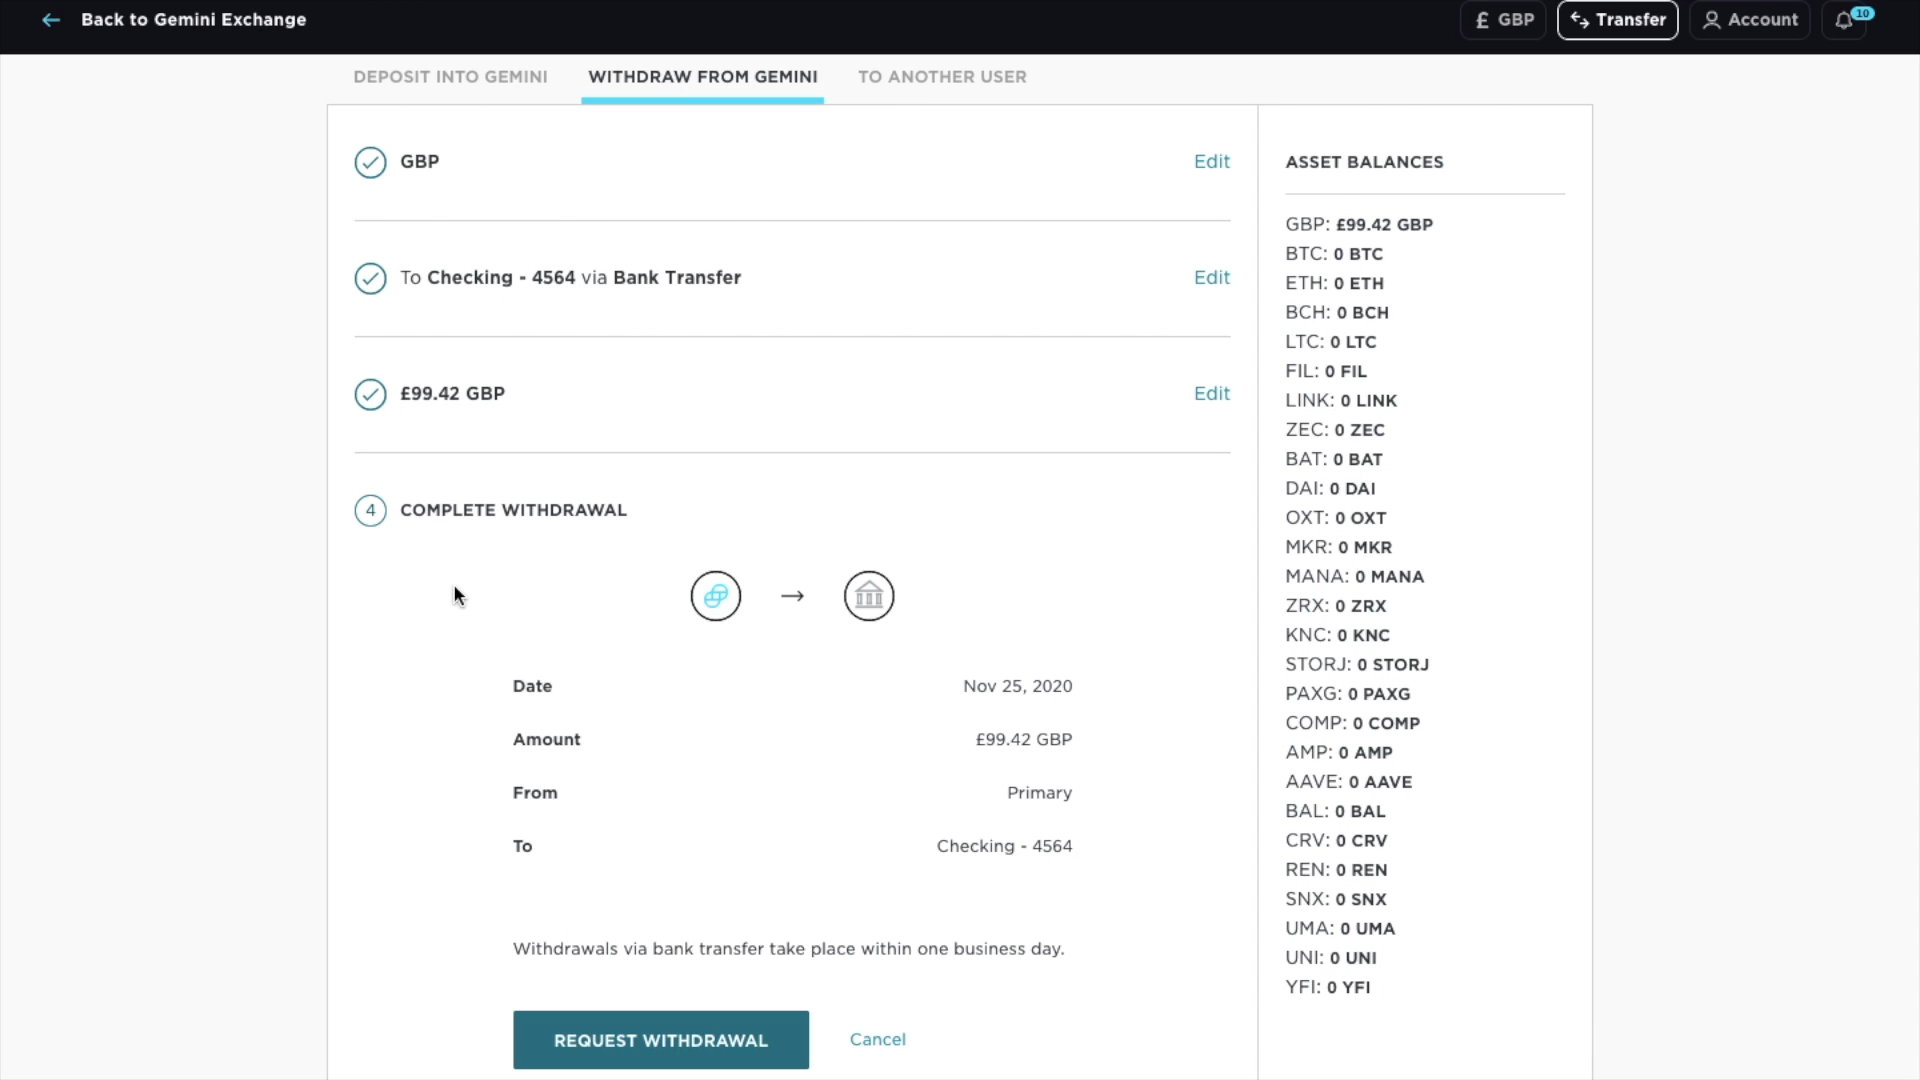 Back to Gemini Exchange
£ GBP
Transfer
Account
10
DEPOSIT INTO GEMINI
WITHDRAW FROM GEMINI
TO ANOTHER USER
GBP
Edit
To Checking - 4564 via Bank Transfer
Edit
£99.42 GBP
Edit
4 COMPLETE WITHDRAWAL
Date Nov 25, 2020
Amount £99.42 GBP
From Primary
To Checking - 4564
Withdrawals via bank transfer take place within one business day.
REQUEST WITHDRAWAL
Cancel
ASSET BALANCES
GBP: £99.42 GBP
BTC: 0 BTC
ETH: 0 ETH
BCH: 0 BCH
LTC: 0 LTC
FIL: 0 FIL
LINK: 0 LINK
ZEC: 0 ZEC
BAT: 0 BAT
DAI: 0 DAI
OXT: 0 OXT
MKR: 0 MKR
MANA: 0 MANA
ZRX: 0 ZRX
KNC: 0 KNC
STORJ: 0 STORJ
PAXG: 0 PAXG
COMP: 0 COMP
AMP: 0 AMP
AAVE: 0 AAVE
BAL: 0 BAL
CRV: 0 CRV
REN: 0 REN
SNX: 0 SNX
UMA: 0 UMA
UNI: 0 UNI
YFI: 0 YFI